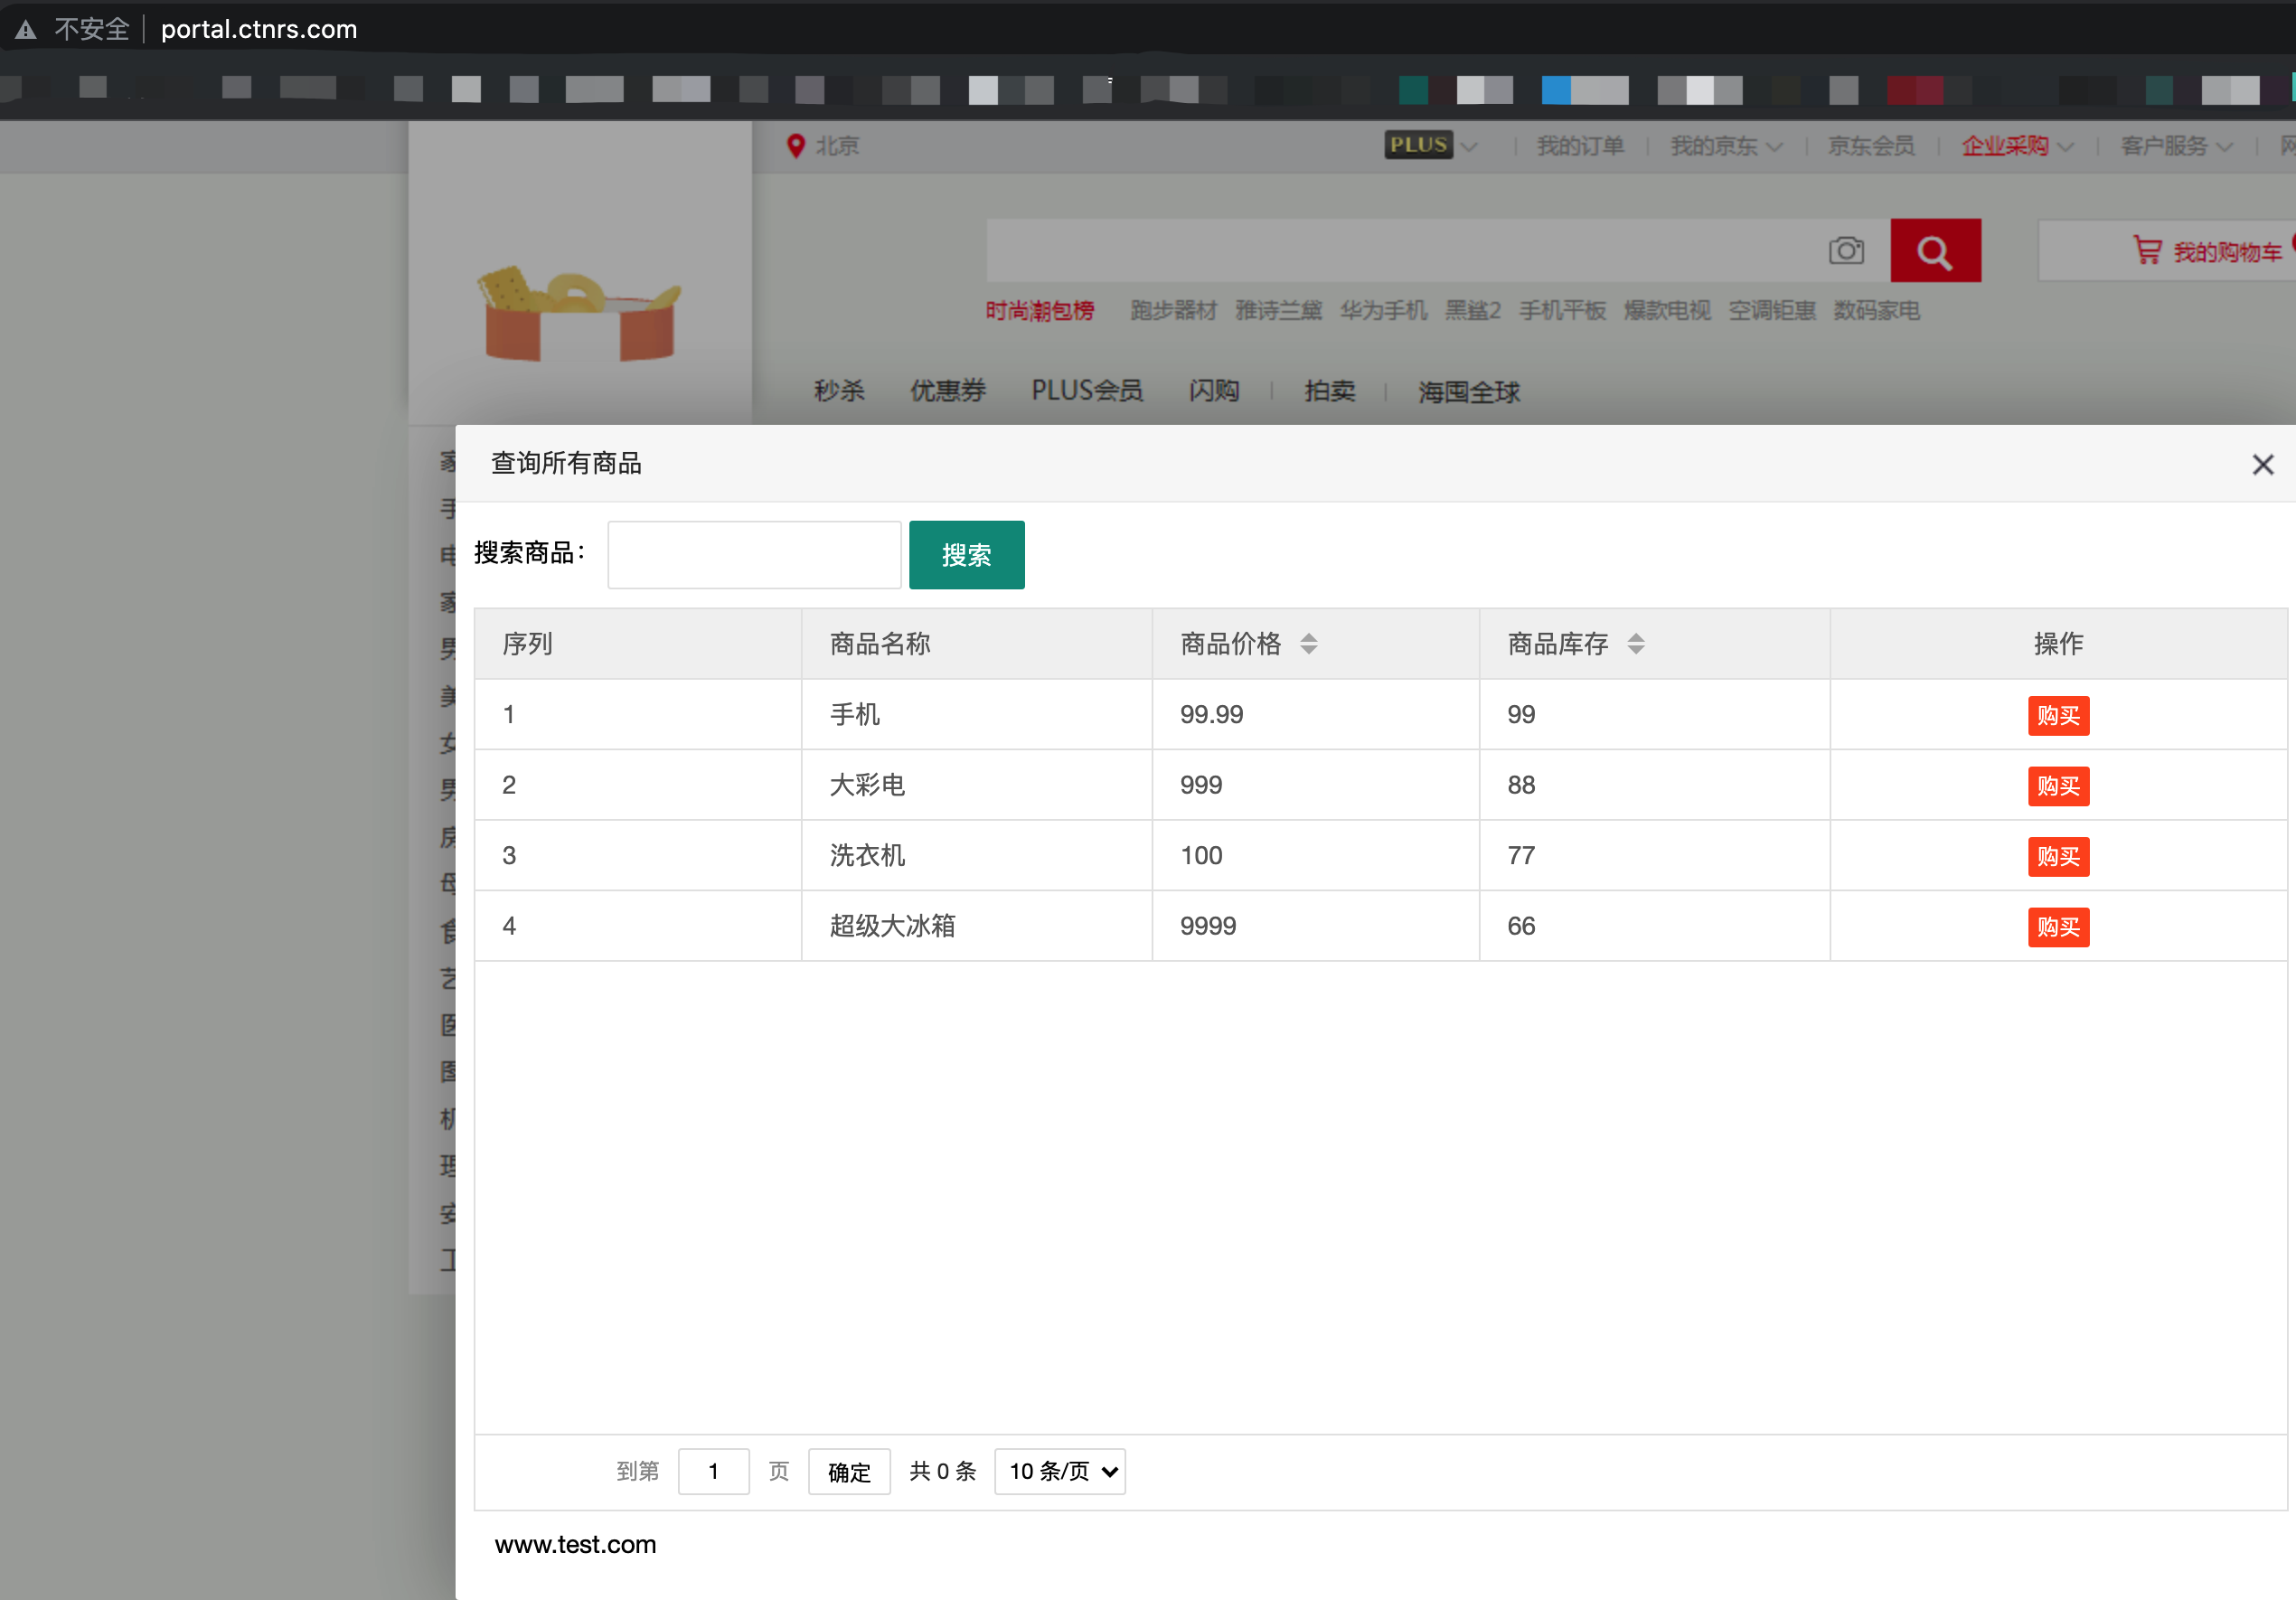 不安全 portal.ctnrs.com
北京 PLUS 我的订单 我的京东 京东会员 企业采购 客户服务
我的购物车
时尚潮包榜 跑步器材 雅诗兰黛 华为手机 黑鲨2 手机平板 爆款电视 空调钜惠 数码家电
秒杀 优惠券 PLUS会员 闪购 拍卖 海囤全球
查询所有商品
搜索商品： 搜索
序列 商品名称 商品价格 商品库存 操作
1 手机 99.99 99 购买
2 大彩电 999 88 购买
3 洗衣机 100 77 购买
4 超级大冰箱 9999 66 购买
到第 1 页 确定 共 0 条 10 条/页
www.test.com